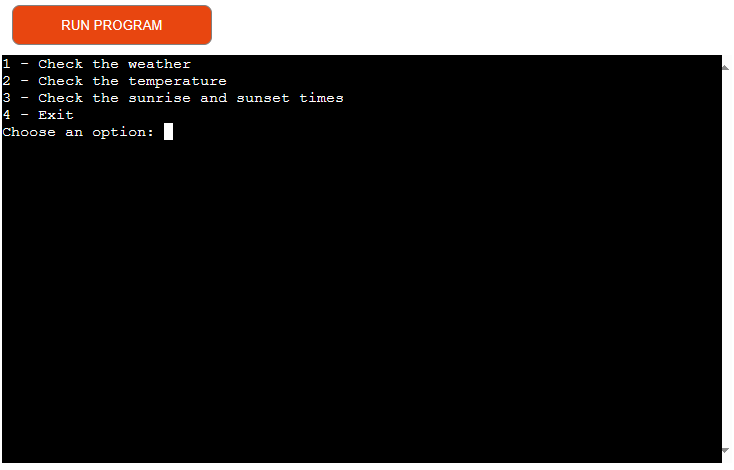 RUN PROGRAM
1 - Check the weather
2 - Check the temperature
3 - Check the sunrise and sunset times
4 - Exit
Choose an option: